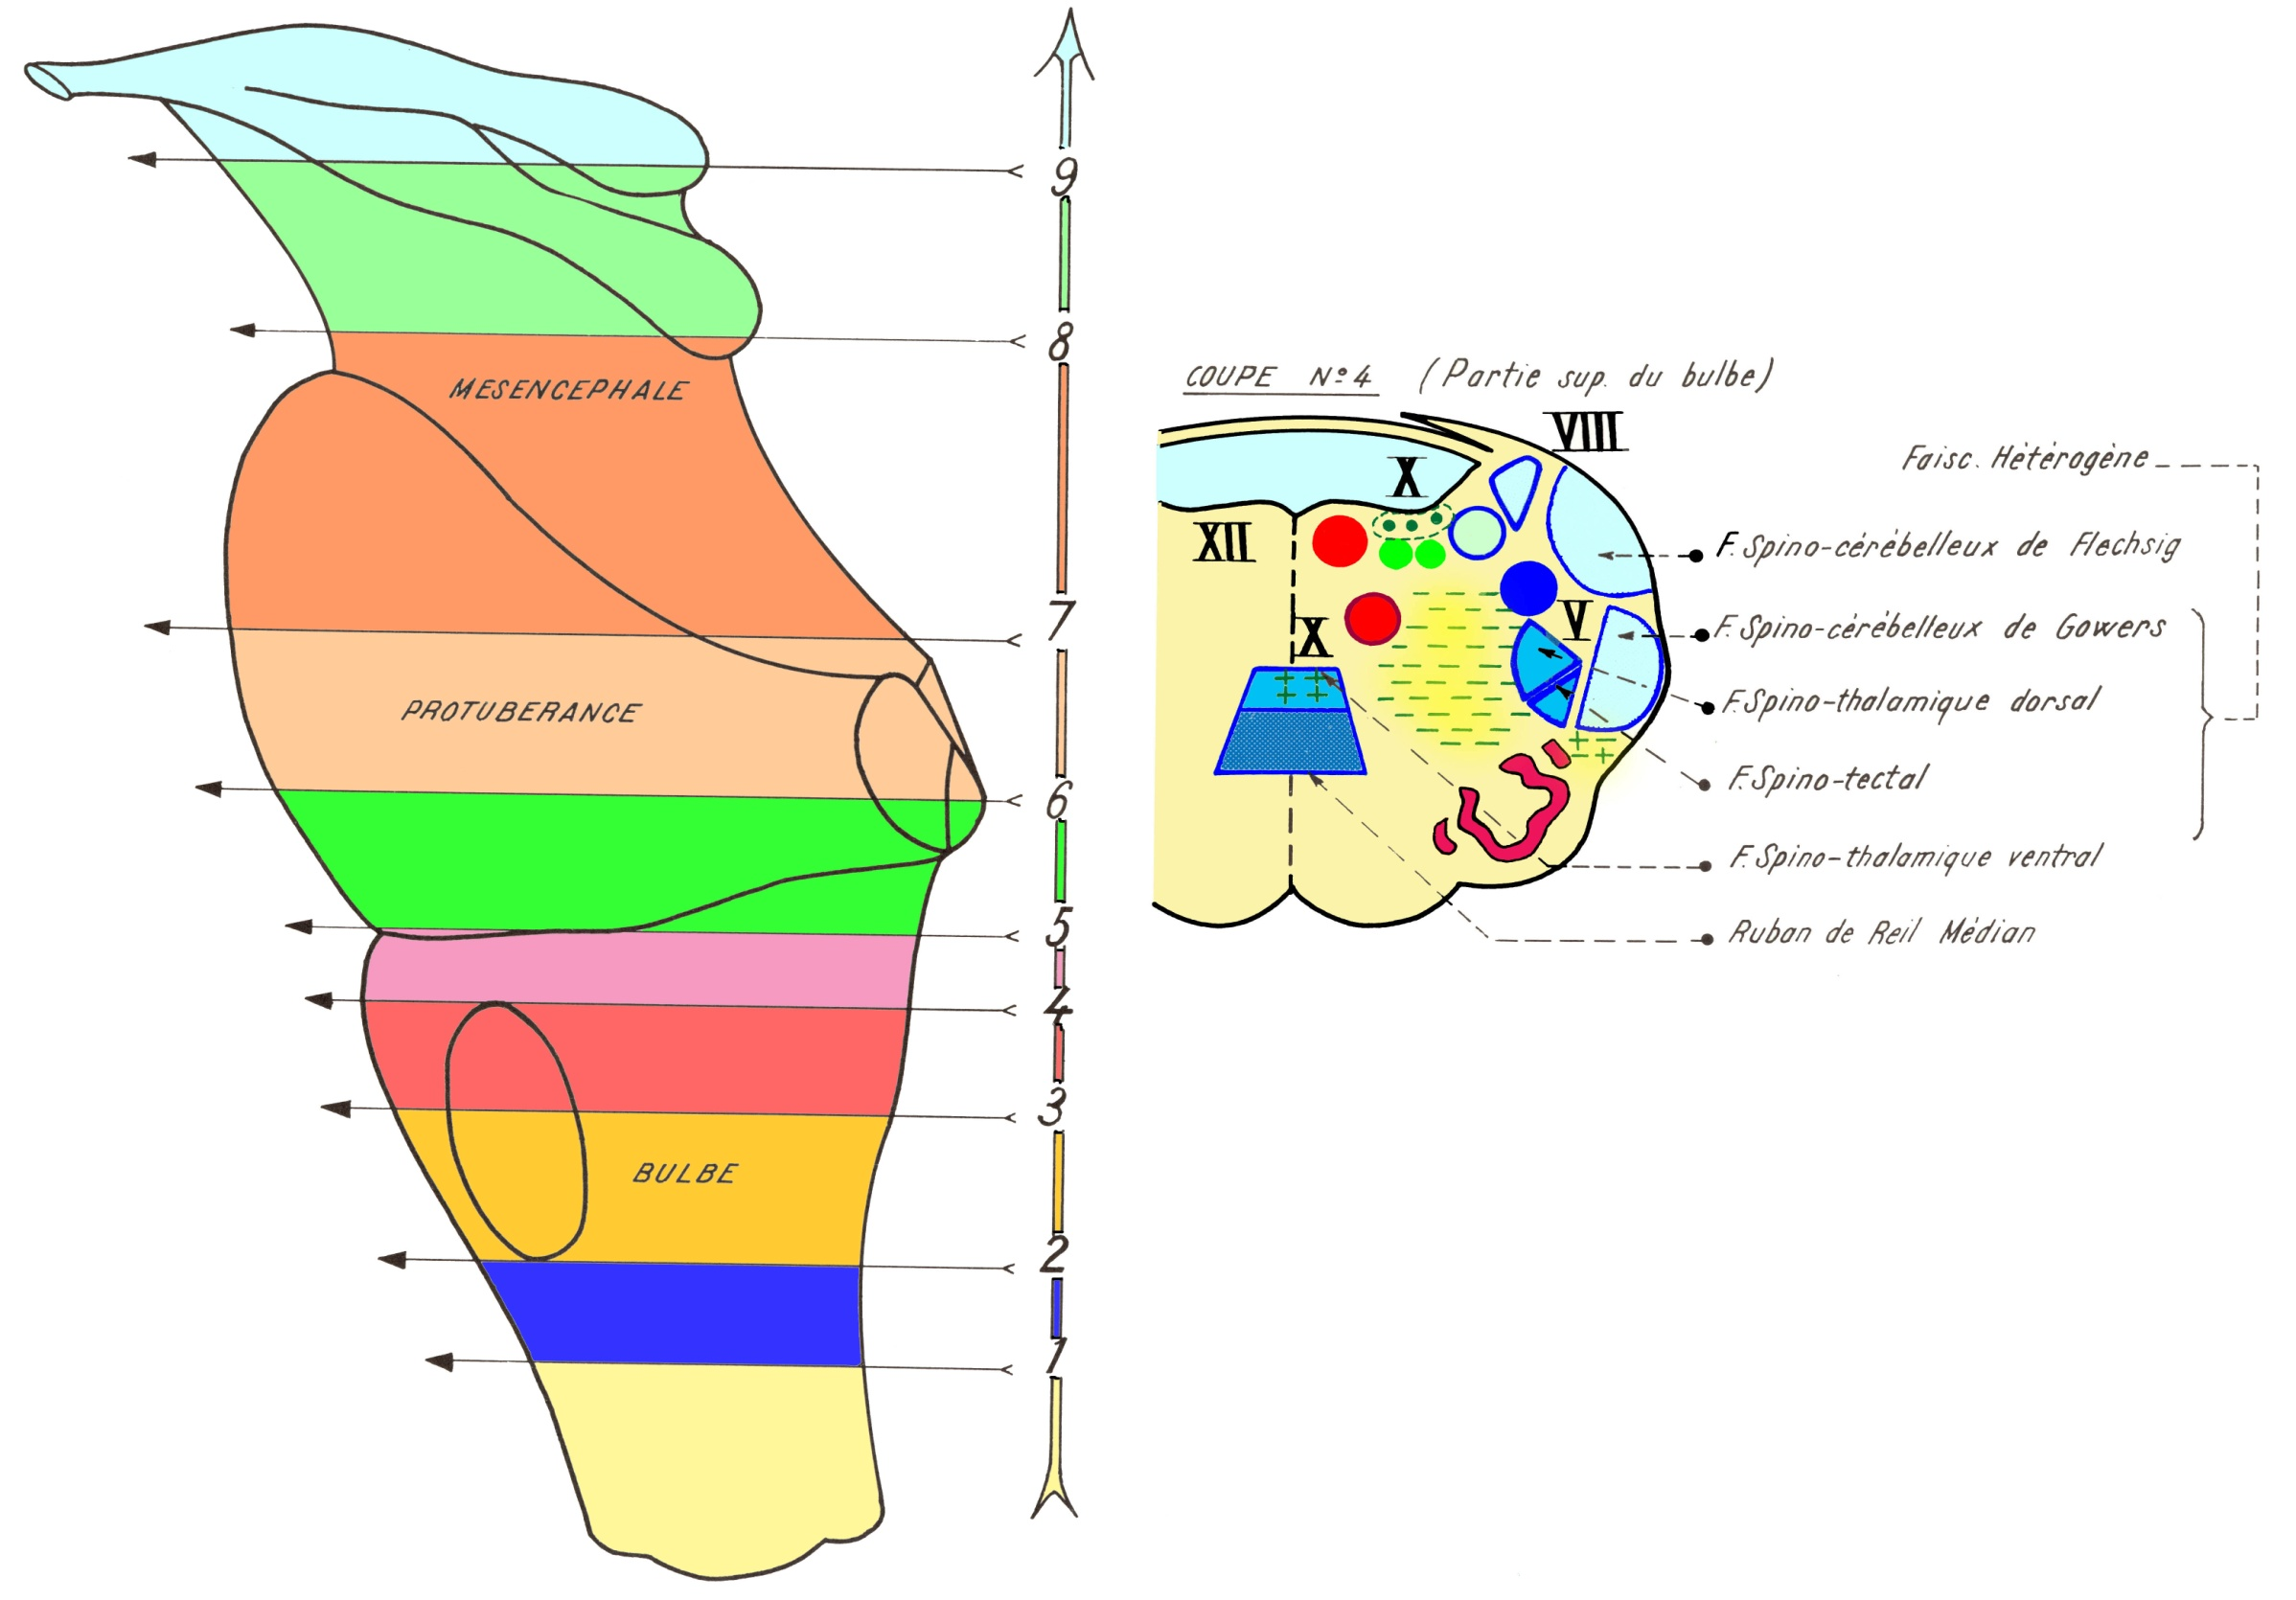 9
8
MESENCEPHALE
7
PROTUBERANCE
6
5
4
3
BULBE
2
1
COUPE No4 (Partie sup. du bulbe)
VIII
X
XII
V
X
Faisc. Hétérogène
F. Spino-cérébelleux de Flechsig
F. Spino-cérébelleux de Gowers
F. Spino-thalamique dorsal
F. Spino-tectal
F. Spino-thalamique ventral
Ruban de Reil Médian